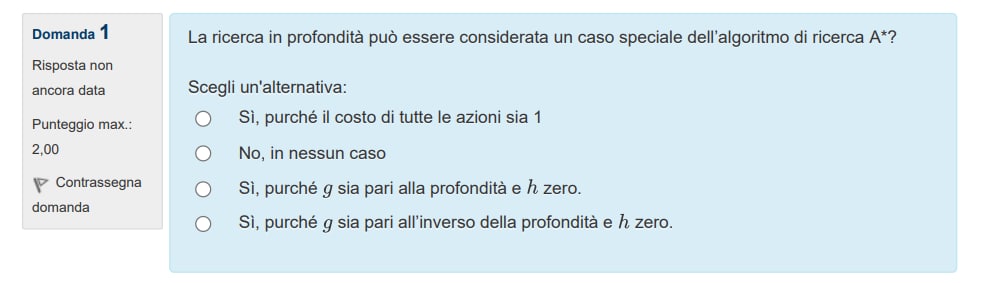 Domanda 1
Risposta non
ancora data
Punteggio max.:
2,00
Contrassegna
domanda
La ricerca in profondità può essere considerata un caso speciale dell'algoritmo di ricerca A*?
Scegli un'alternativa:
Sì, purché il costo di tutte le azioni sia 1
No, in nessun caso
Sì, purché g sia pari alla profondità e h zero.
Sì, purché g sia pari all'inverso della profondità e h zero.